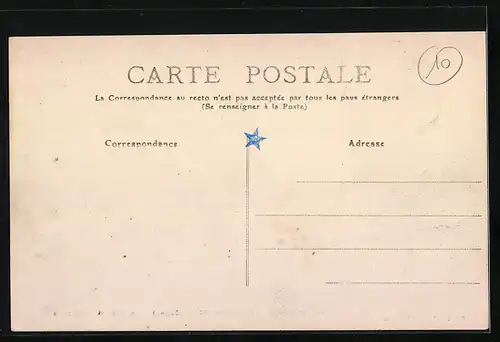 CARTE POSTALE
10
La Correspondance au recto n'est pas acceptée par tous les pays étrangers
(Se renseigner à la Poste)
Correspondance
Adresse